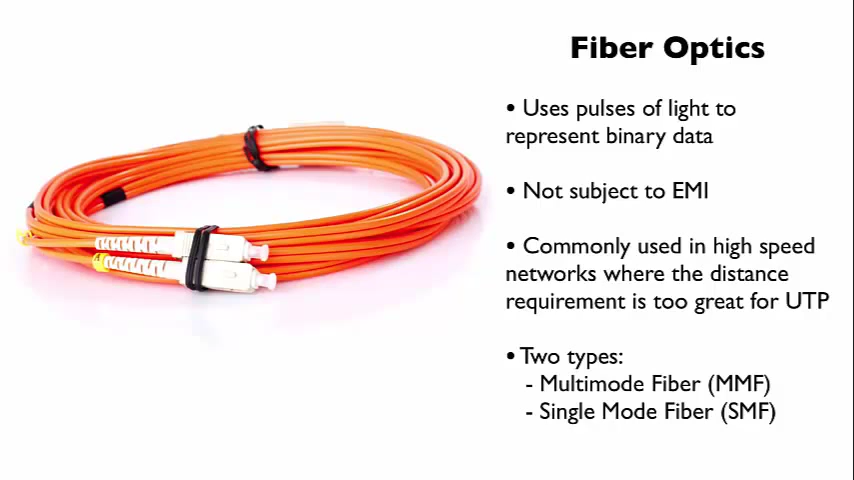 Fiber Optics
• Uses pulses of light to
represent binary data
• Not subject to EMI
• Commonly used in high speed
networks where the distance
requirement is too great for UTP
• Two types:
- Multimode Fiber (MMF)
- Single Mode Fiber (SMF)